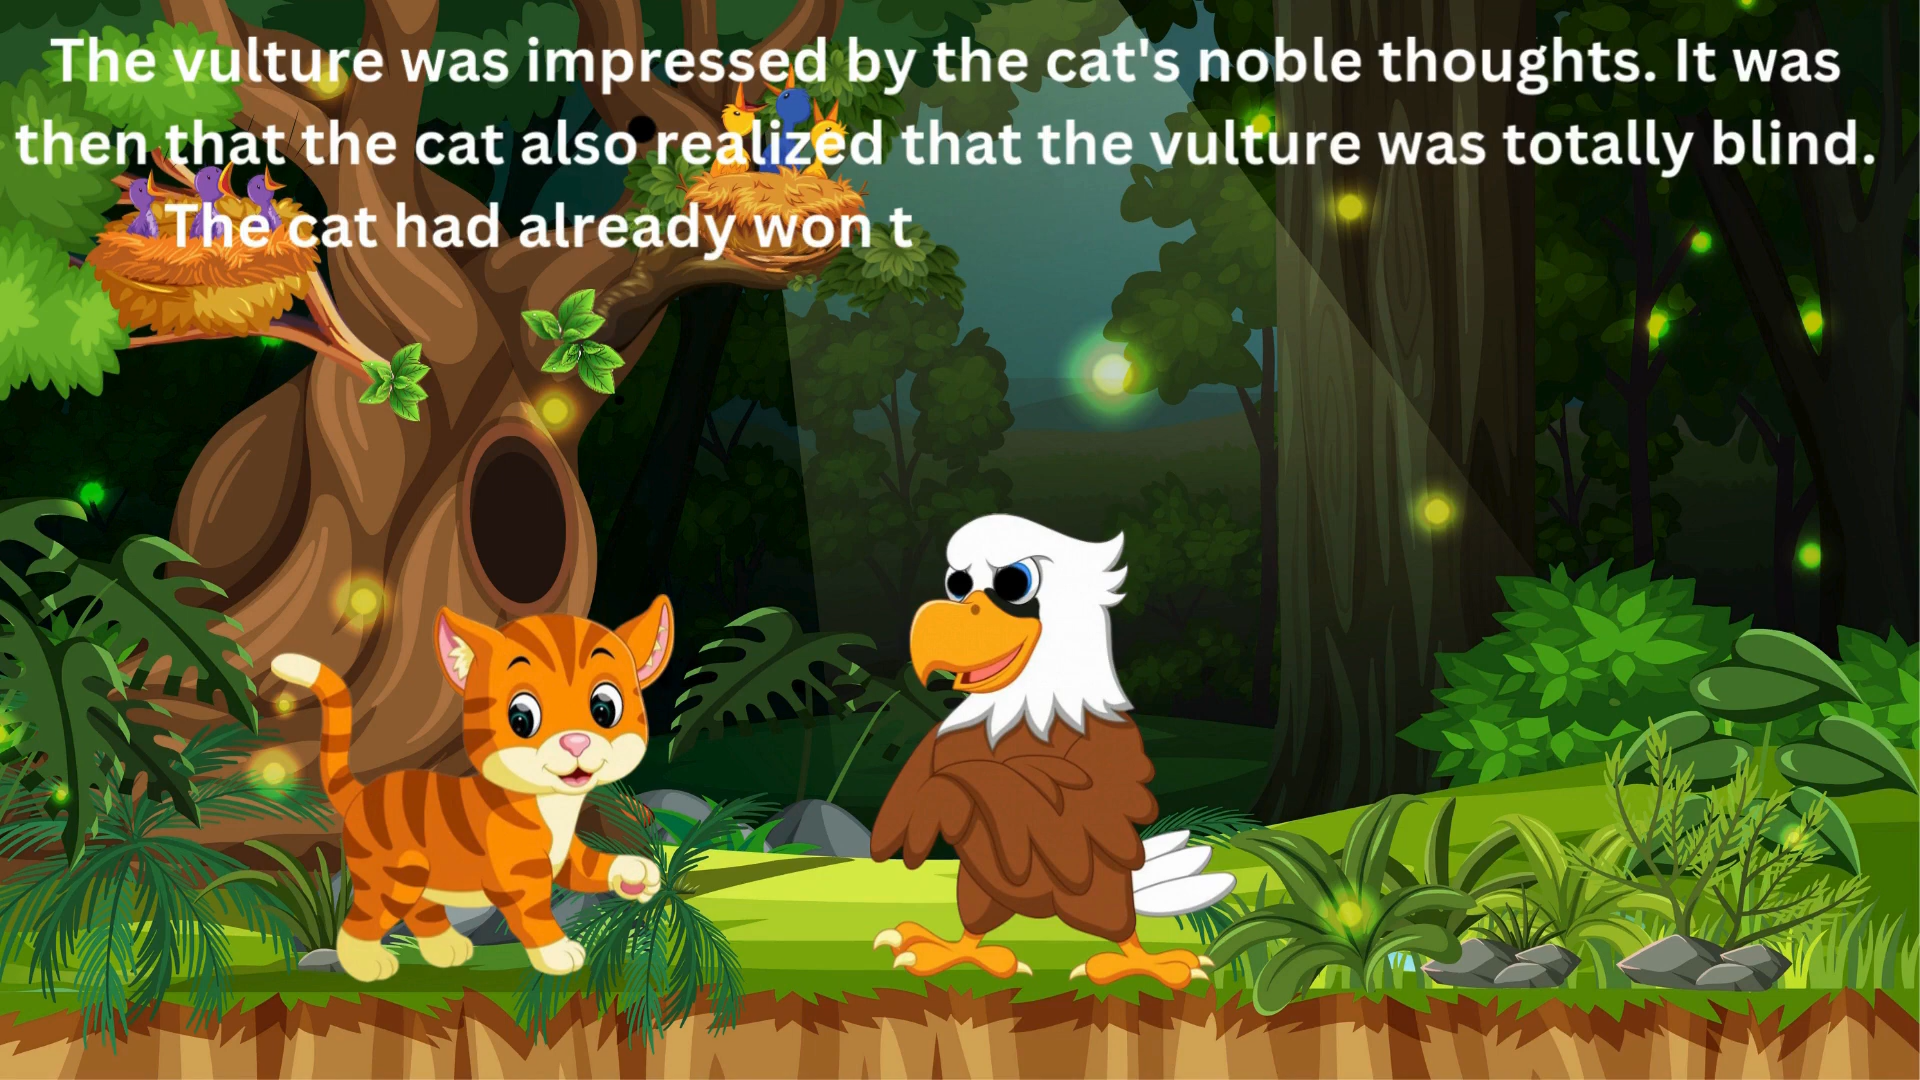 The vulture was impressed by the cat's noble thoughts. It was
then that the cat also realized that the vulture was totally blind.
The cat had already won t